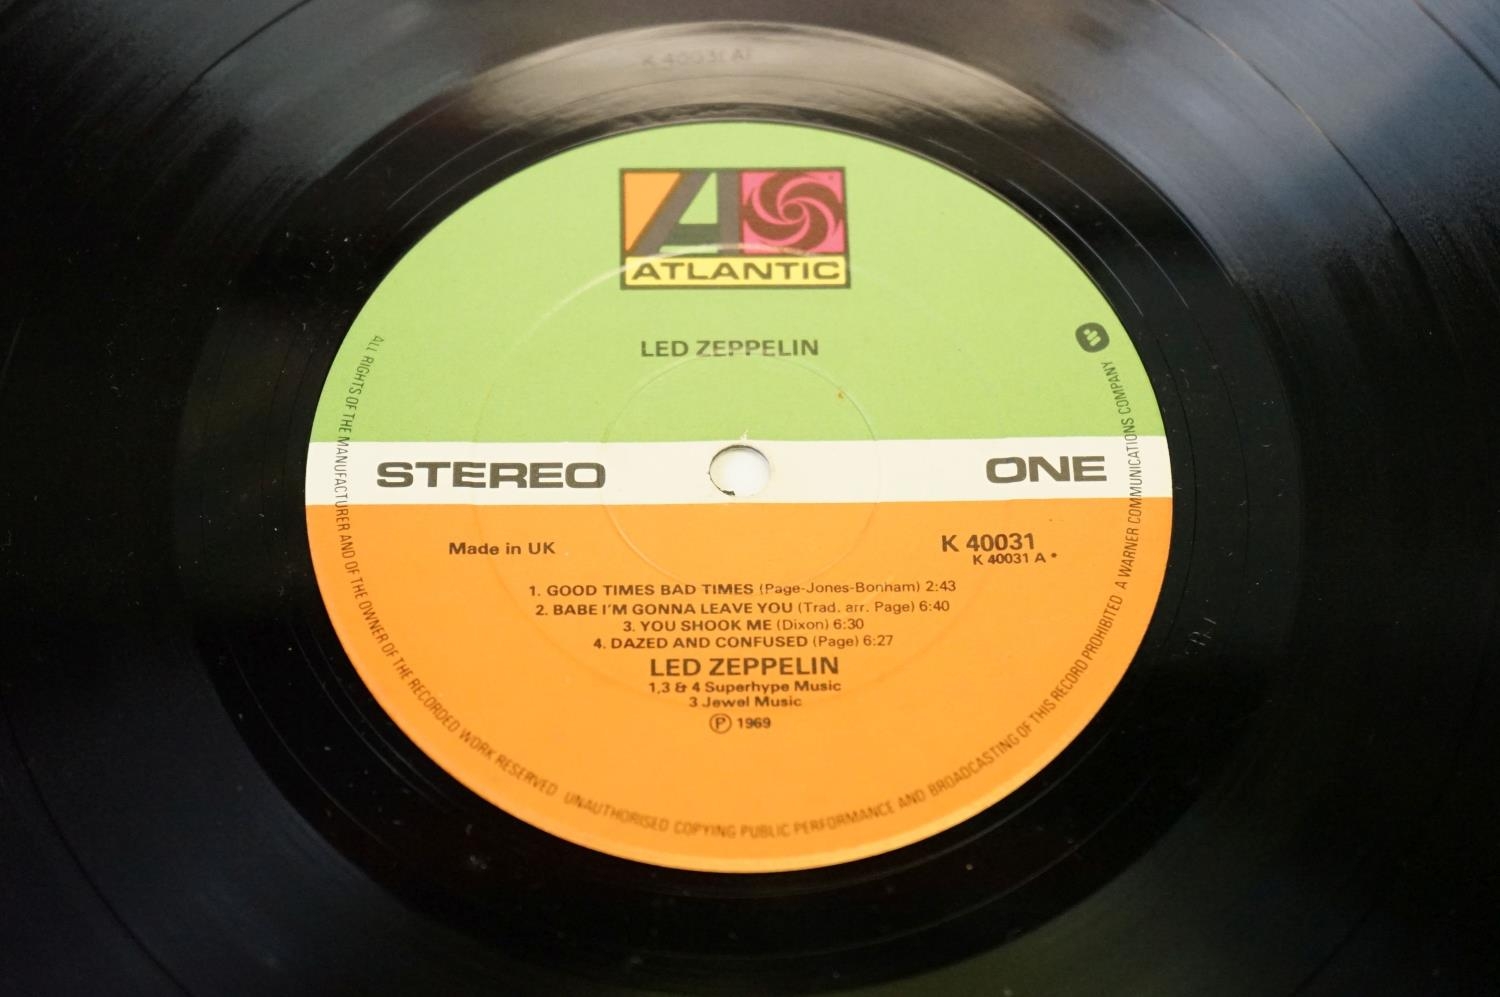 K 40031 A1
ATLANTIC
LED ZEPPELIN
STEREO
ONE
Made in UK
K 40031
K 40031 A •
1. GOOD TIMES BAD TIMES (Page-Jones-Bonham) 2:43
2. BABE I'M GONNA LEAVE YOU (Trad. arr. Page) 6:40
3. YOU SHOOK ME (Dixon) 6:30
4. DAZED AND CONFUSED (Page) 6:27
LED ZEPPELIN
1,3 & 4 Superhype Music
3 Jewel Music
Ⓟ 1969
ALL RIGHTS OF THE MANUFACTURER AND OF THE OWNER OF THE RECORDED WORK RESERVED UNAUTHORISED COPYING PUBLIC PERFORMANCE AND BROADCASTING OF THIS RECORD PROHIBITED A WARNER COMMUNICATIONS COMPANY